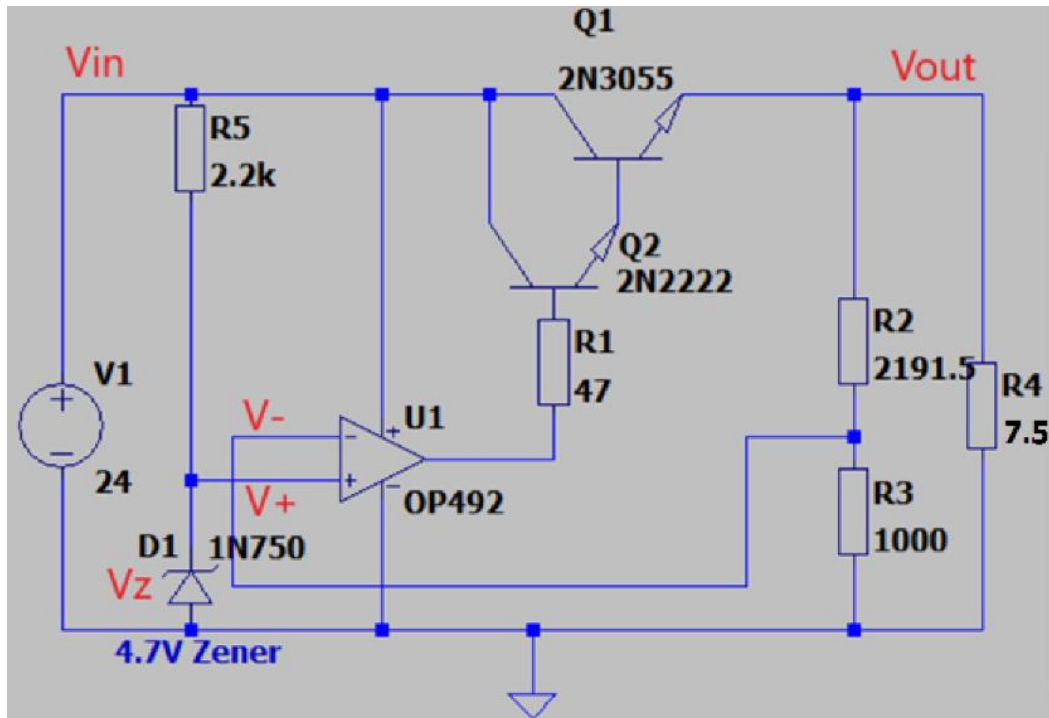 Q1
Vin
2N3055
Vout
R5
2.2k
Q2
2N2222
R2
2191.5
R1
47
V1
R4
7.5
V-
U1
+
-
24
V+
-
+
+
-
OP492
R3
1000
D1
1N750
Vz
4.7V Zener